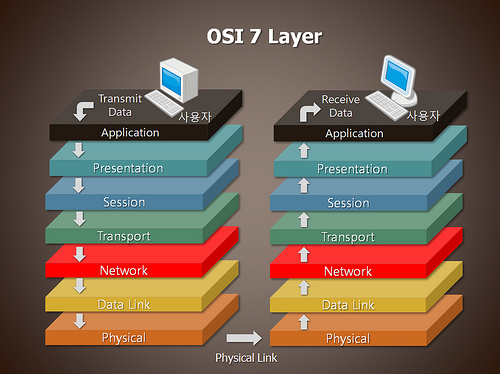 OSI 7 Layer
Transmit
Data
사용자
Application
Presentation
Session
Transport
Network
Data Link
Physical
Receive
Data
사용자
Application
Presentation
Session
Transport
Network
Data Link
Physical
Physical Link